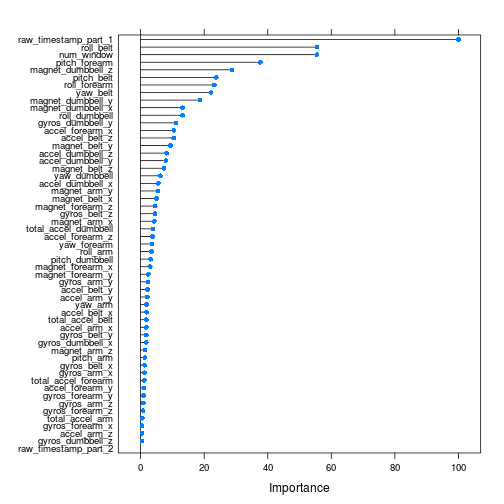 raw_timestamp_part_1
roll_belt
num_window
pitch_forearm
magnet_dumbbell_z
pitch_belt
roll_forearm
yaw_belt
magnet_dumbbell_y
magnet_dumbbell_x
roll_dumbbell
gyros_dumbbell_y
accel_forearm_x
accel_belt_z
magnet_belt_y
accel_dumbbell_z
accel_dumbbell_y
magnet_belt_z
yaw_dumbbell
accel_dumbbell_x
magnet_arm_y
magnet_belt_x
magnet_forearm_z
gyros_belt_z
magnet_arm_x
total_accel_dumbbell
accel_forearm_z
yaw_forearm
roll_arm
pitch_dumbbell
magnet_forearm_x
magnet_forearm_y
gyros_arm_y
accel_belt_y
accel_arm_y
yaw_arm
accel_belt_x
total_accel_belt
accel_arm_x
gyros_belt_y
gyros_dumbbell_x
magnet_arm_z
pitch_arm
gyros_belt_x
gyros_arm_x
total_accel_forearm
accel_forearm_y
gyros_forearm_y
gyros_arm_z
gyros_forearm_z
total_accel_arm
gyros_forearm_x
accel_arm_z
gyros_dumbbell_z
raw_timestamp_part_2
0 20 40 60 80 100
Importance